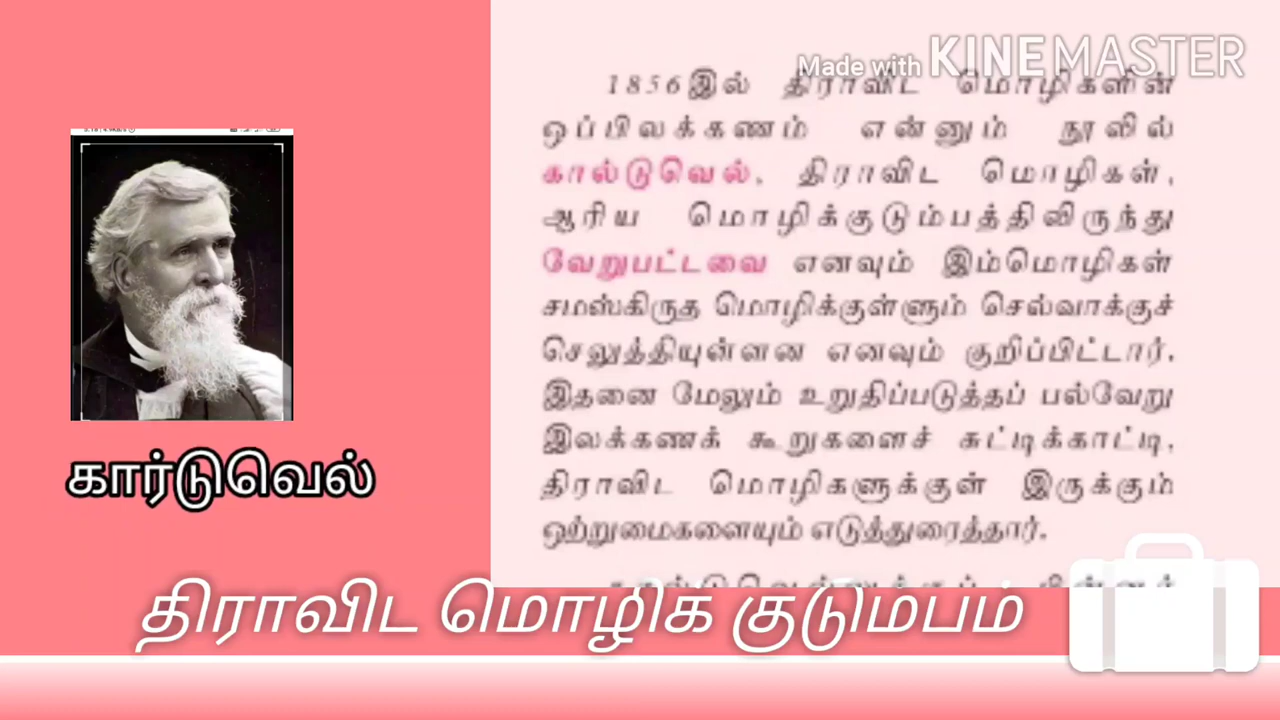 Made with KINEMASTER
1856இல் திராவிட மொழிகளின்
ஒப்பிலக்கணம் என்னும் நூலில்
கால்டுவெல், திராவிட மொழிகள்,
ஆரிய மொழிக்குடும்பத்திலிருந்து
வேறுபட்டவை எனவும் இம்மொழிகள்
சமஸ்கிருத மொழிக்குள்ளும் செல்வாக்குச்
செலுத்தியுள்ளன எனவும் குறிப்பிட்டார்.
இதனை மேலும் உறுதிப்படுத்தப் பல்வேறு
இலக்கணக் கூறுகளைச் சுட்டிக்காட்டி,
திராவிட மொழிகளுக்குள் இருக்கும்
ஒற்றுமைகளையும் எடுத்துரைத்தார்.
கார்டுவெல்
திராவிட மொழிக் குடும்பம்